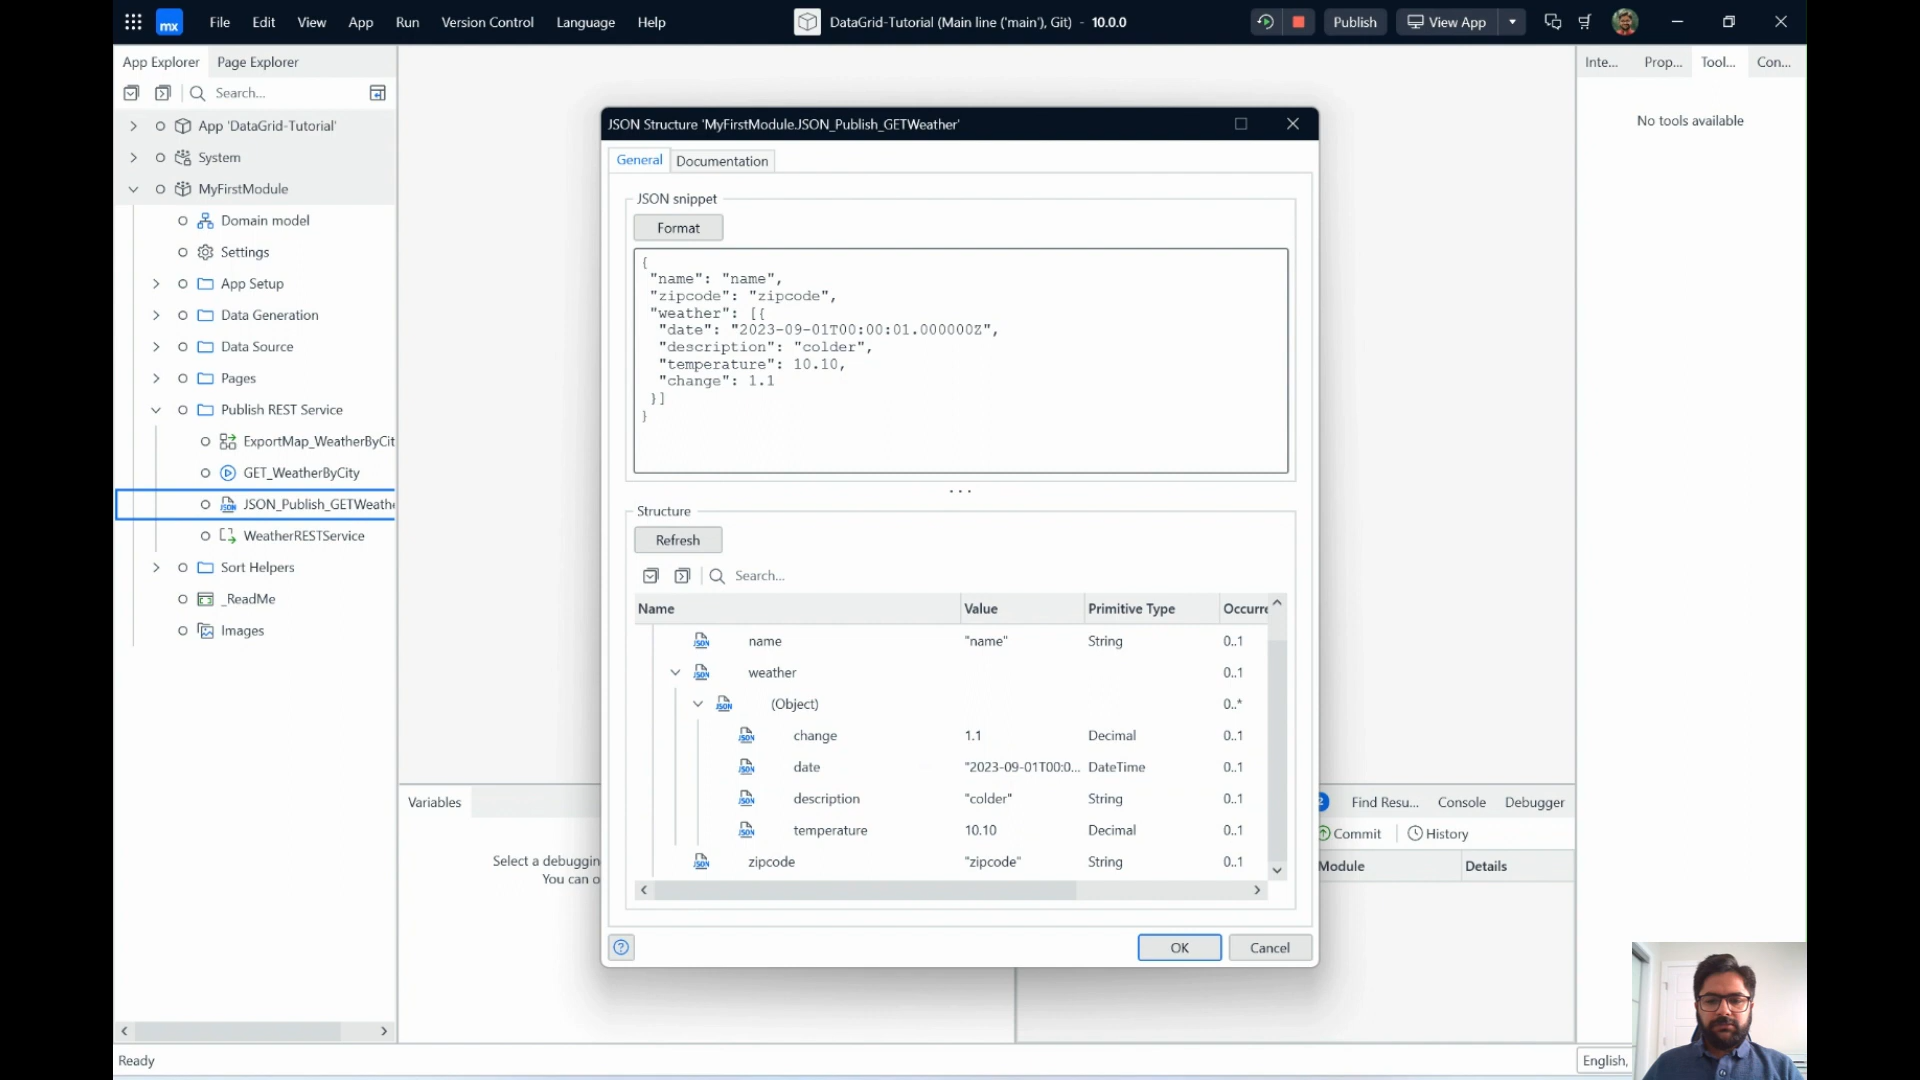 mx File Edit View App Run Version Control Language Help DataGrid-Tutorial (Main line ('main'), Git) - 10.0.0 Publish View App
App Explorer Page Explorer
Search...
App 'DataGrid-Tutorial'
System
MyFirstModule
Domain model
Settings
App Setup
Data Generation
Data Source
Pages
Publish REST Service
ExportMap_WeatherByCit
GET_WeatherByCity
JSON_Publish_GETWeathe
WeatherRESTService
Sort Helpers
_ReadMe
Images
JSON Structure 'MyFirstModule.JSON_Publish_GETWeather'
General Documentation
JSON snippet
Format
{
"name": "name",
"zipcode": "zipcode",
"weather": [{
"date": "2023-09-01T00:00:01.000000Z",
"description": "colder",
"temperature": 10.10,
"change": 1.1
}]
}
...
Structure
Refresh
Search...
Name Value Primitive Type Occurre
name "name" String 0..1
weather 0..1
(Object) 0..*
change 1.1 Decimal 0..1
date "2023-09-01T00:0... DateTime 0..1
description "colder" String 0..1
temperature 10.10 Decimal 0..1
zipcode "zipcode" String 0..1
OK Cancel
Inte... Prop... Tool... Con...
No tools available
Variables
Select a debuggin
You can o
2 Find Resu... Console Debugger
Commit History
Module Details
Ready
English,